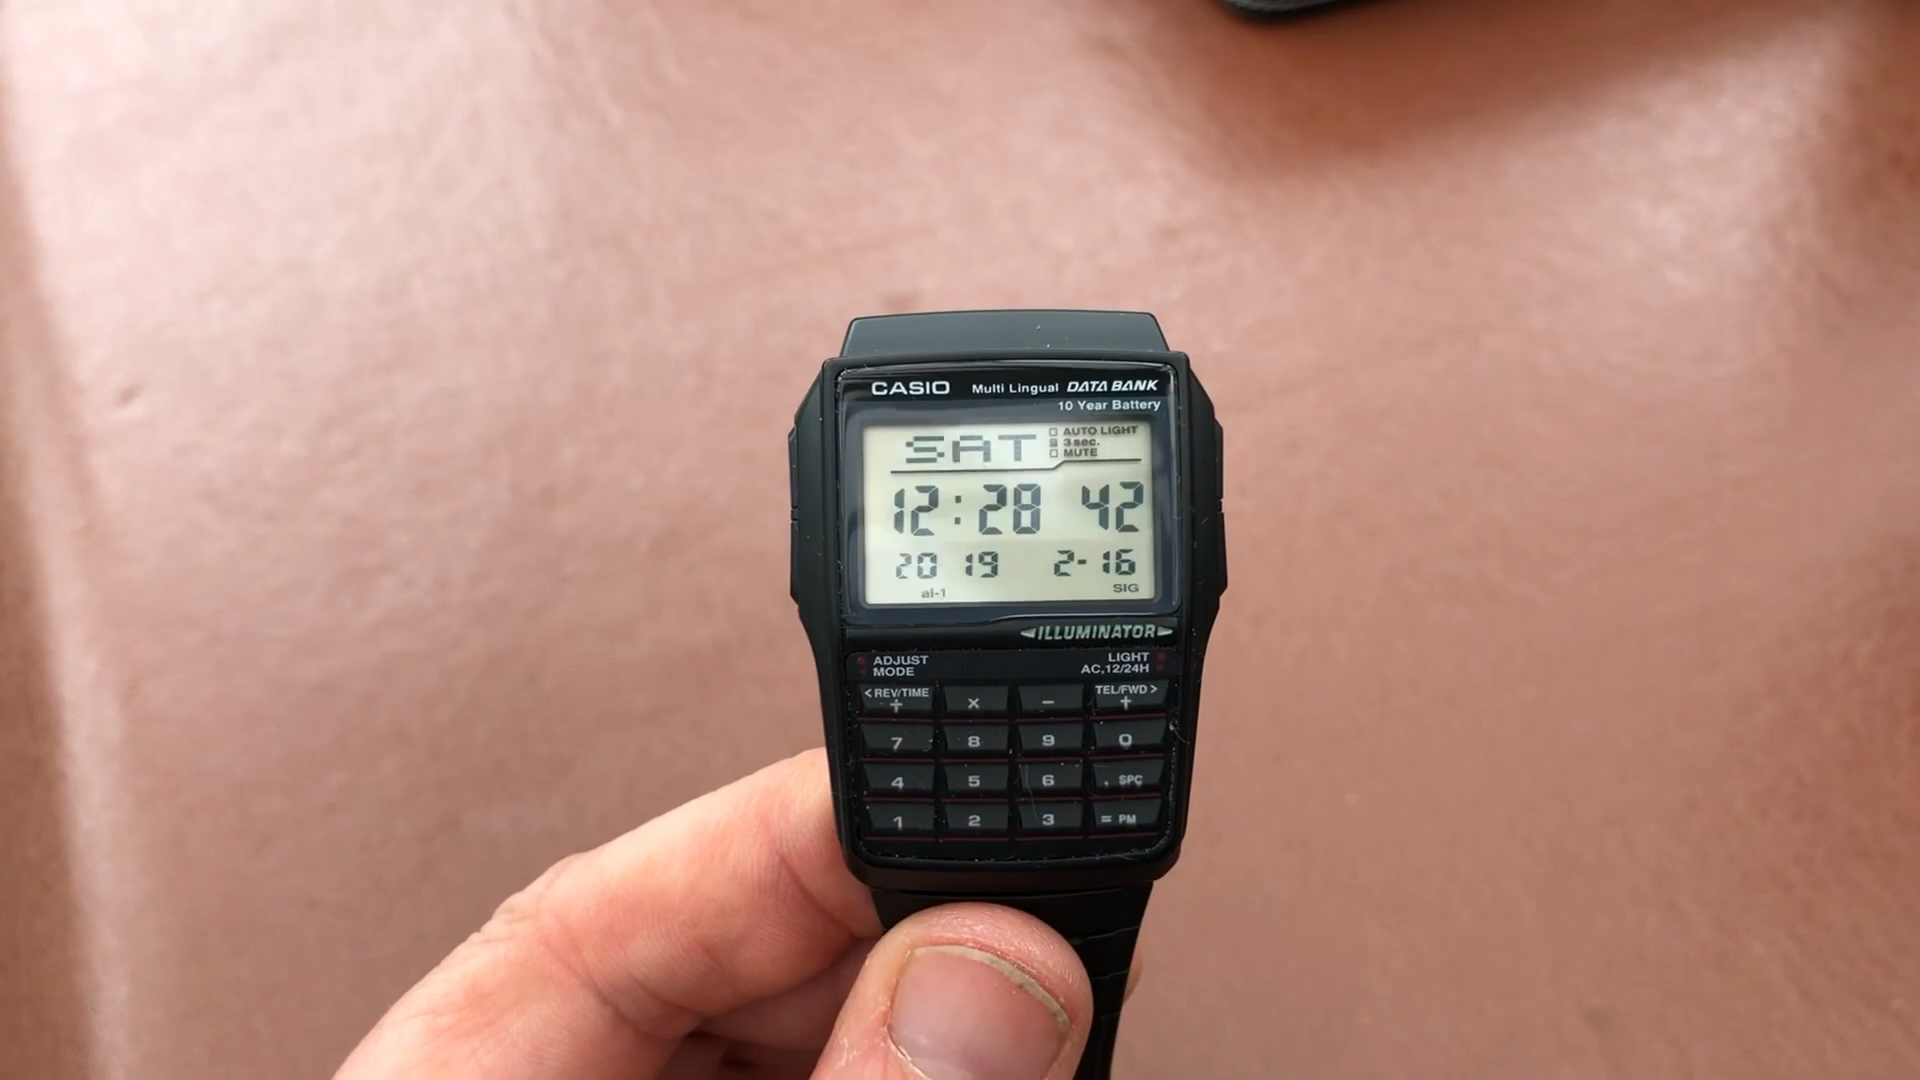 CASIO Multi Lingual DATA BANK
10 Year Battery
SAT
AUTO LIGHT
3 sec.
MUTE
12:28 42
20 19 2-16
al-1 SIG
ILLUMINATOR
ADJUST LIGHT
MODE AC,12/24H
< REV/TIME TEL/FWD >
÷ × − +
7 8 9 0
4 5 6 . SPC
1 2 3 = PM